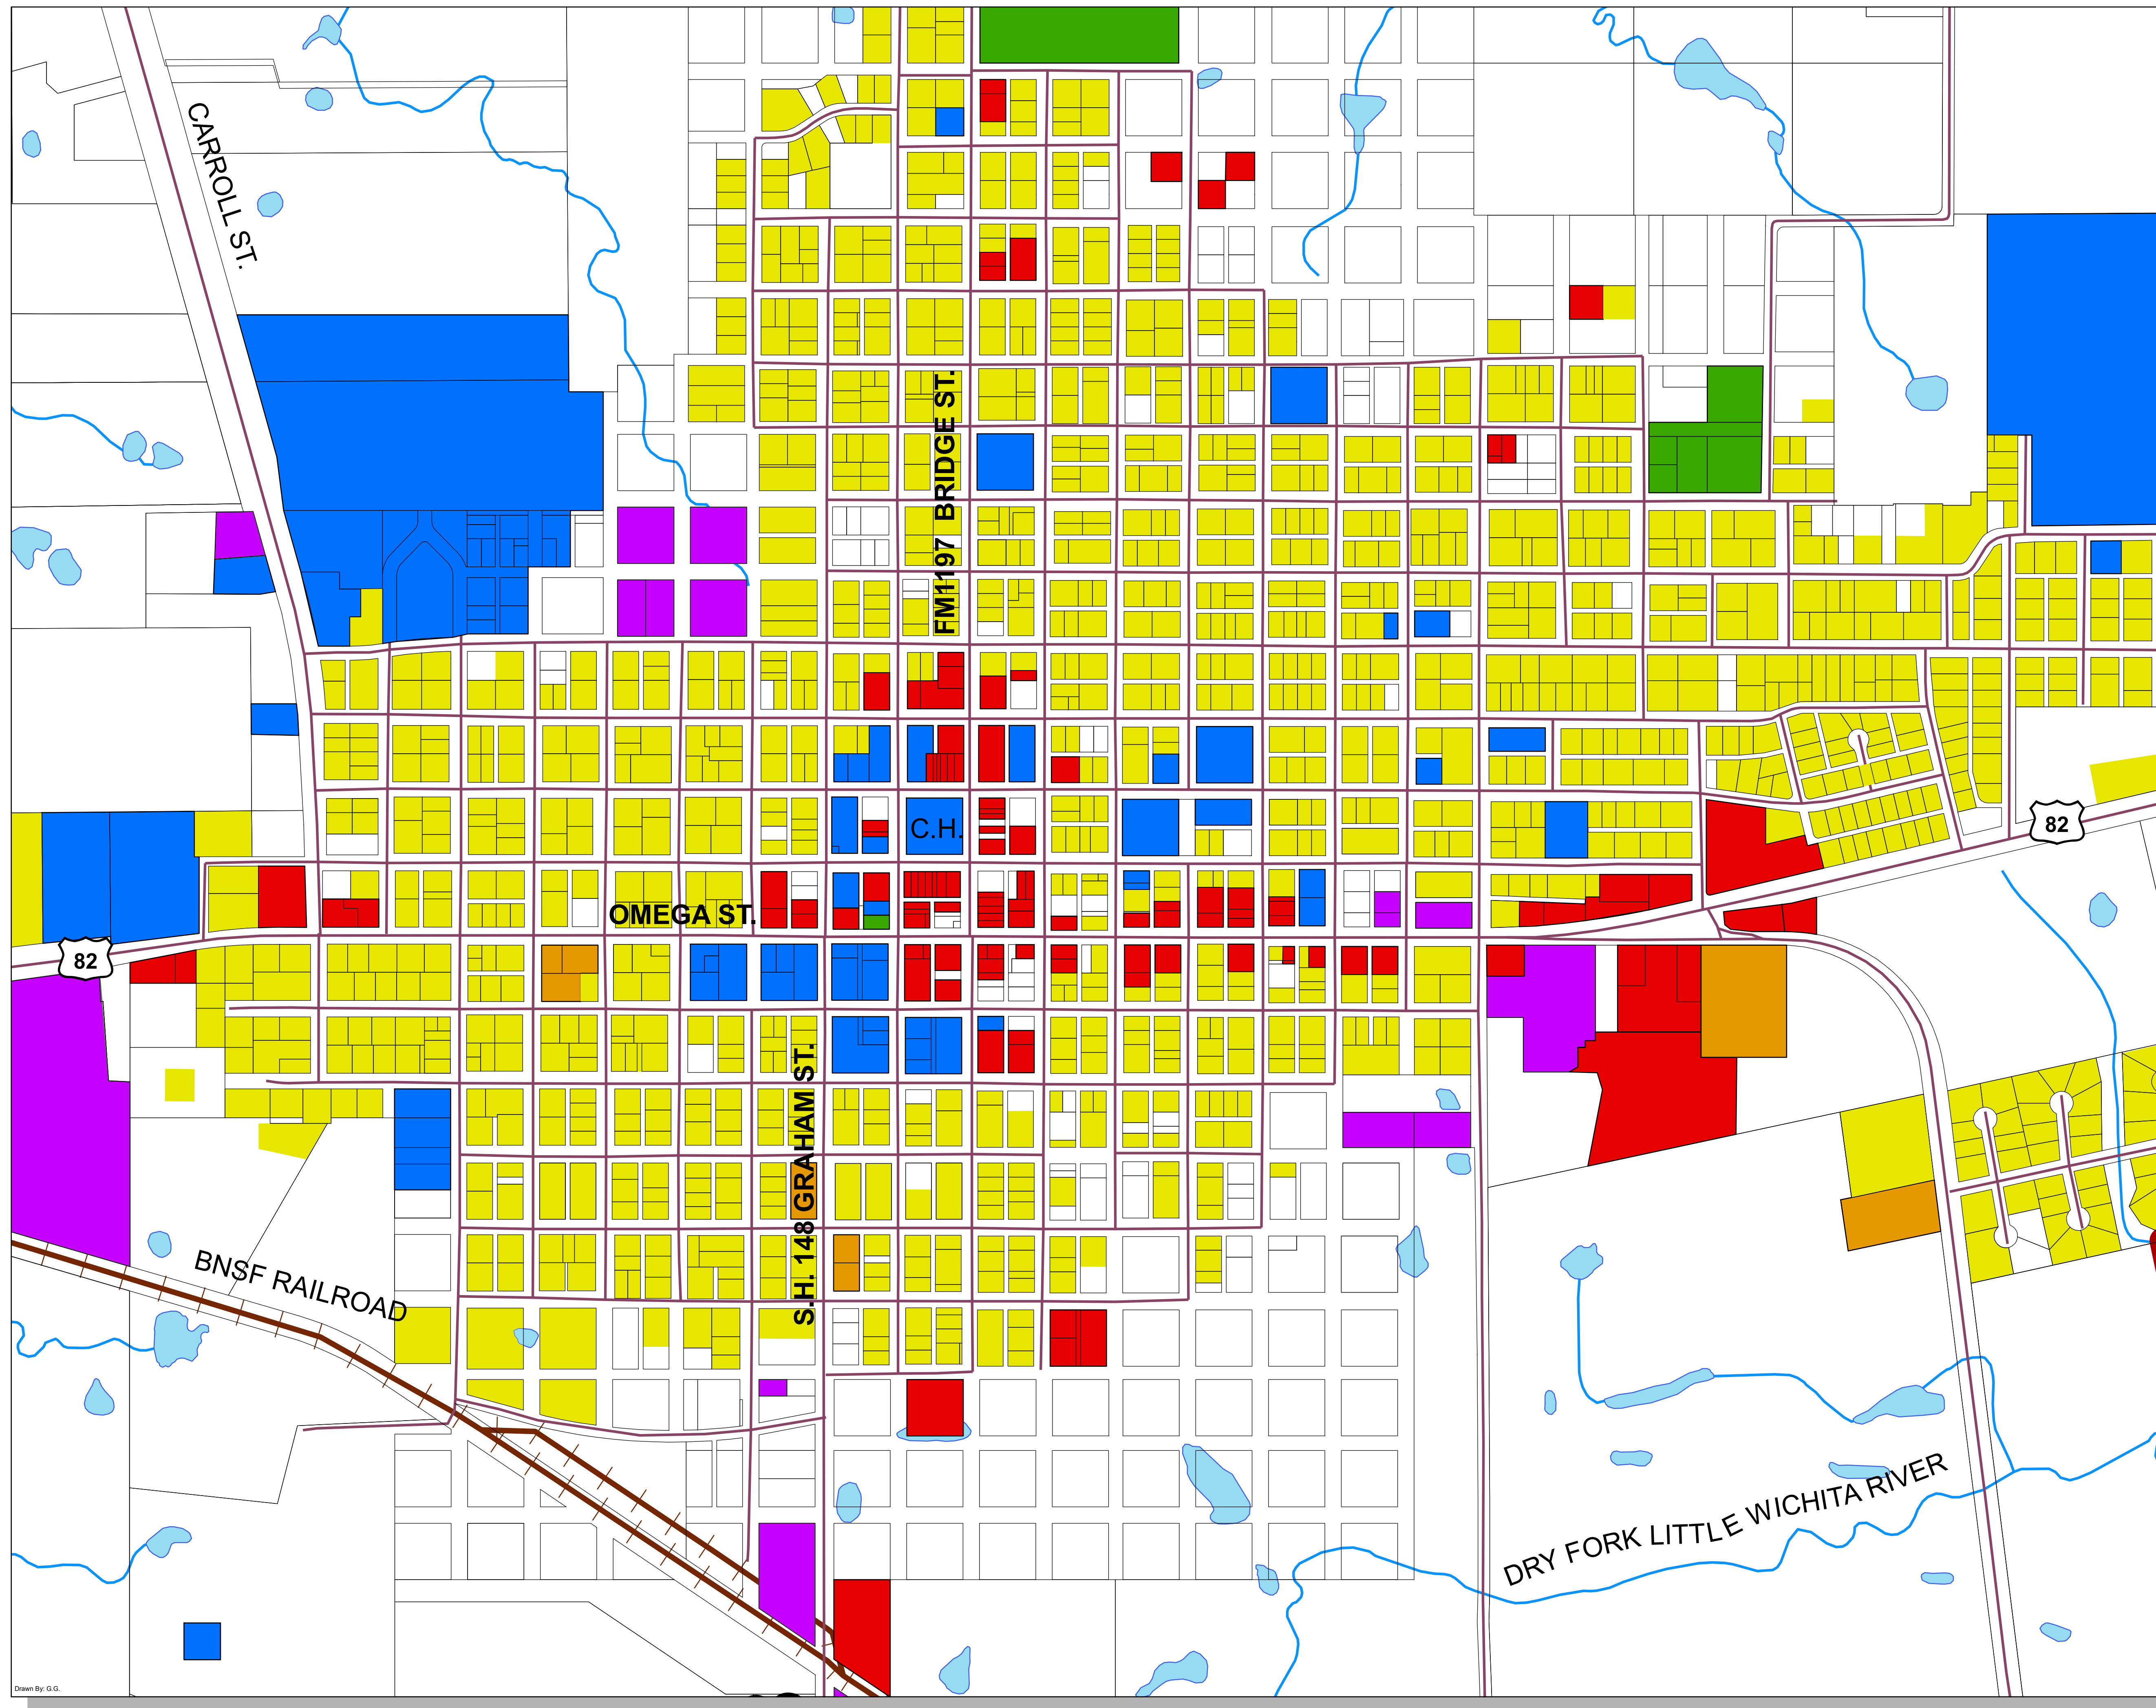 CARROLL ST.
FM1197 BRIDGE ST.
C.H.
82
OMEGA ST.
82
S.H. 148 GRAHAM ST.
BNSF RAILROAD
DRY FORK LITTLE WICHITA RIVER
Drawn By: G.G.